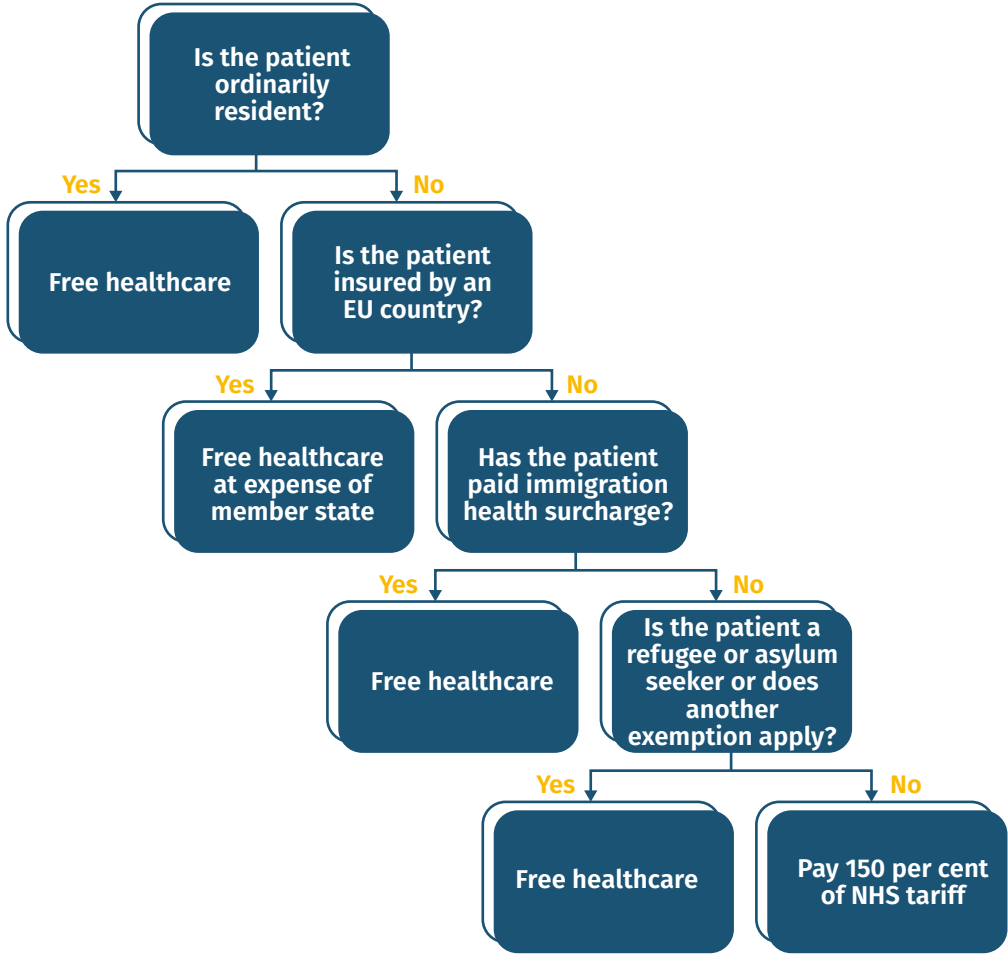 Is the patient
ordinarily
resident?
Yes
No
Free healthcare
Is the patient
insured by an
EU country?
Yes
No
Free healthcare
at expense of
member state
Has the patient
paid immigration
health surcharge?
Yes
No
Free healthcare
Is the patient a
refugee or asylum
seeker or does
another
exemption apply?
Yes
No
Free healthcare
Pay 150 per cent
of NHS tariff